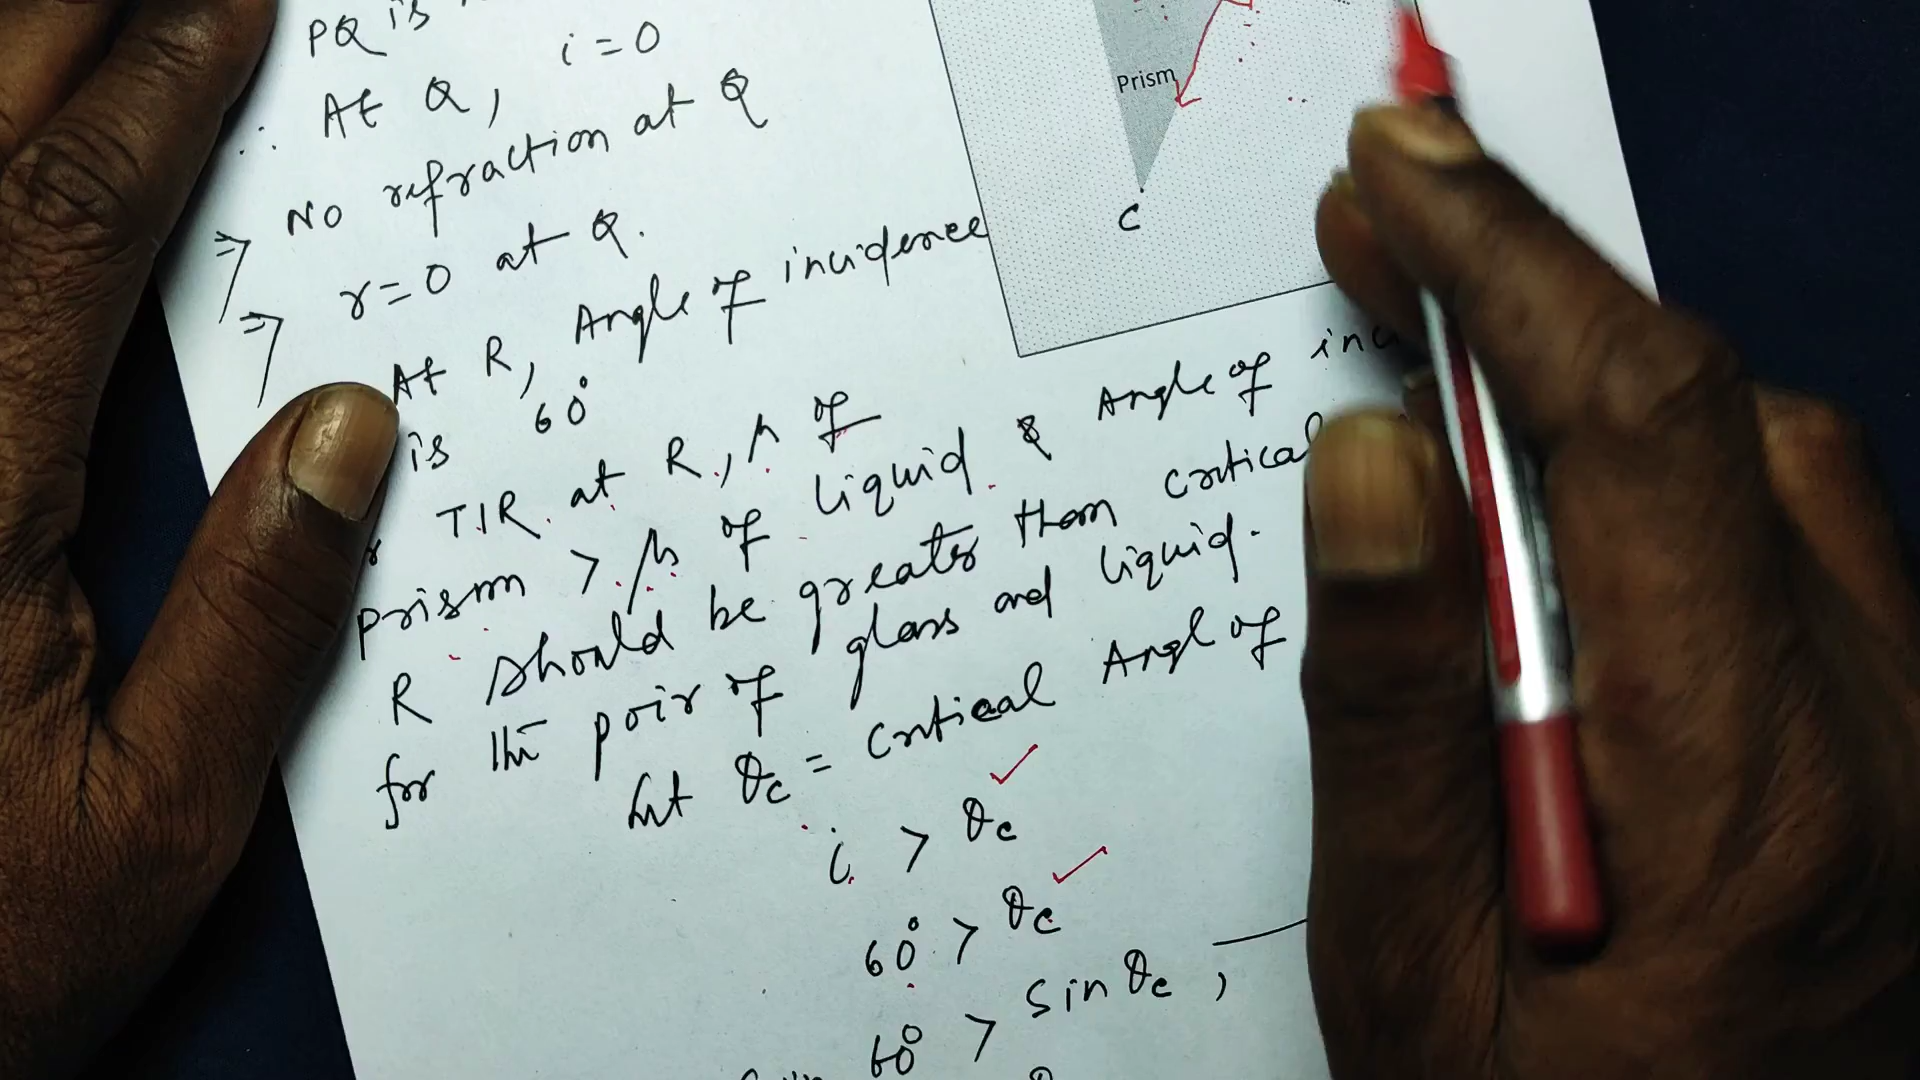 PQ is
i = 0
∴ At Q,
⇒ No refraction at Q
⇒ r = 0 at Q.
At R, Angle of incidence
is 60°
TIR at R, μ of
prism > μ of liquid & Angle of
R should be greater than critical
for the pair of glass and liquid.
Let θc = Critical Angl of
i > θc
60° > θc
60° > sin θc,
Prism
C